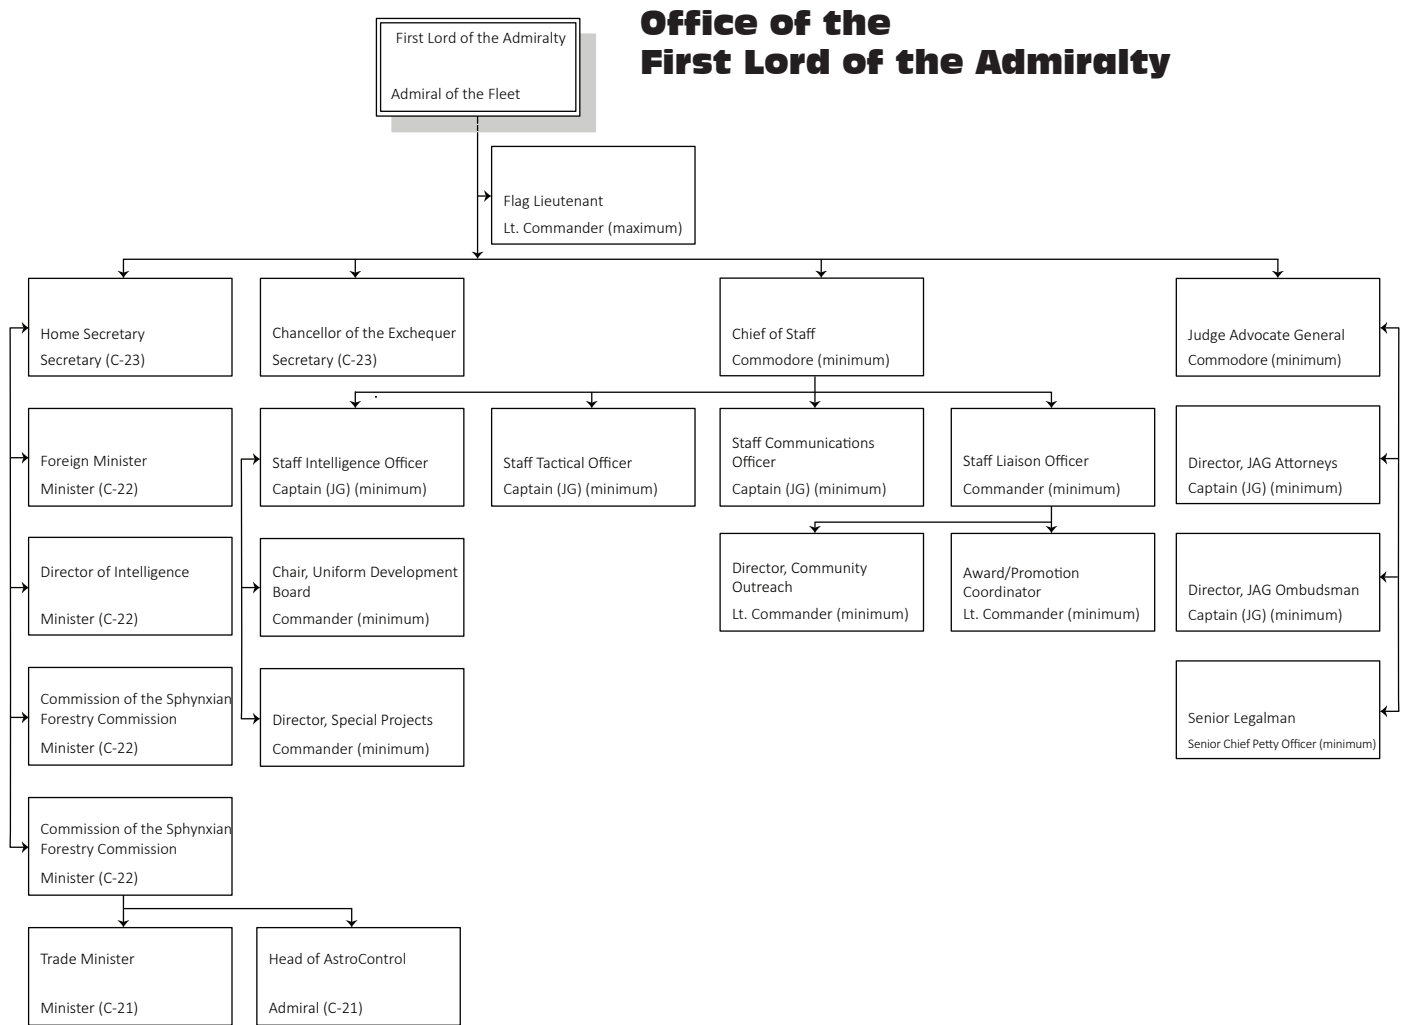 Office of the
First Lord of the Admiralty
First Lord of the Admiralty
Admiral of the Fleet
Flag Lieutenant
Lt. Commander (maximum)
Home Secretary
Secretary (C-23)
Chancellor of the Exchequer
Secretary (C-23)
Chief of Staff
Commodore (minimum)
Judge Advocate General
Commodore (minimum)
Foreign Minister
Minister (C-22)
Staff Intelligence Officer
Captain (JG) (minimum)
Staff Tactical Officer
Captain (JG) (minimum)
Staff Communications
Officer
Captain (JG) (minimum)
Staff Liaison Officer
Commander (minimum)
Director, JAG Attorneys
Captain (JG) (minimum)
Director of Intelligence
Minister (C-22)
Chair, Uniform Development
Board
Commander (minimum)
Director, Community
Outreach
Lt. Commander (minimum)
Award/Promotion
Coordinator
Lt. Commander (minimum)
Director, JAG Ombudsman
Captain (JG) (minimum)
Commission of the Sphynxian
Forestry Commission
Minister (C-22)
Director, Special Projects
Commander (minimum)
Senior Legalman
Senior Chief Petty Officer (minimum)
Commission of the Sphynxian
Forestry Commission
Minister (C-22)
Trade Minister
Minister (C-21)
Head of AstroControl
Admiral (C-21)